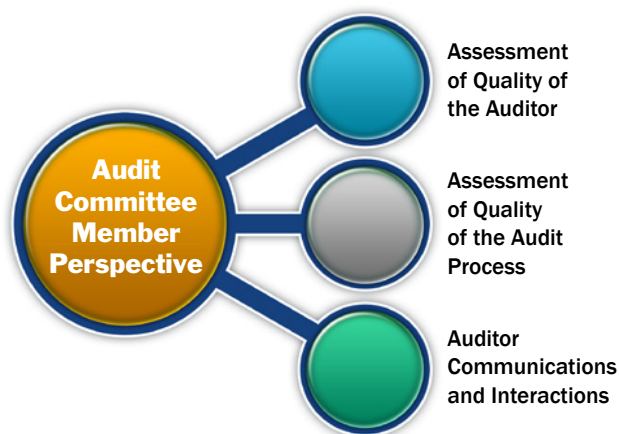 Audit
Committee
Member
Perspective
Assessment
of Quality of
the Auditor
Assessment
of Quality
of the Audit
Process
Auditor
Communications
and Interactions